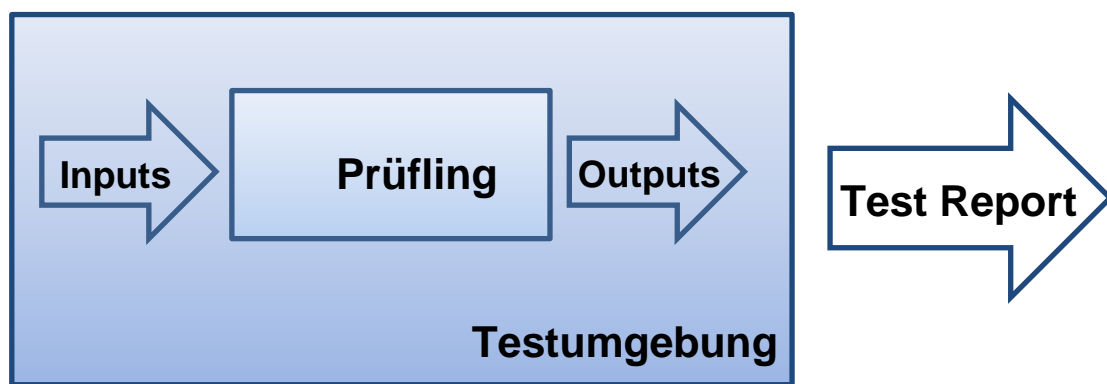 Inputs
Prüfling
Outputs
Test Report
Testumgebung